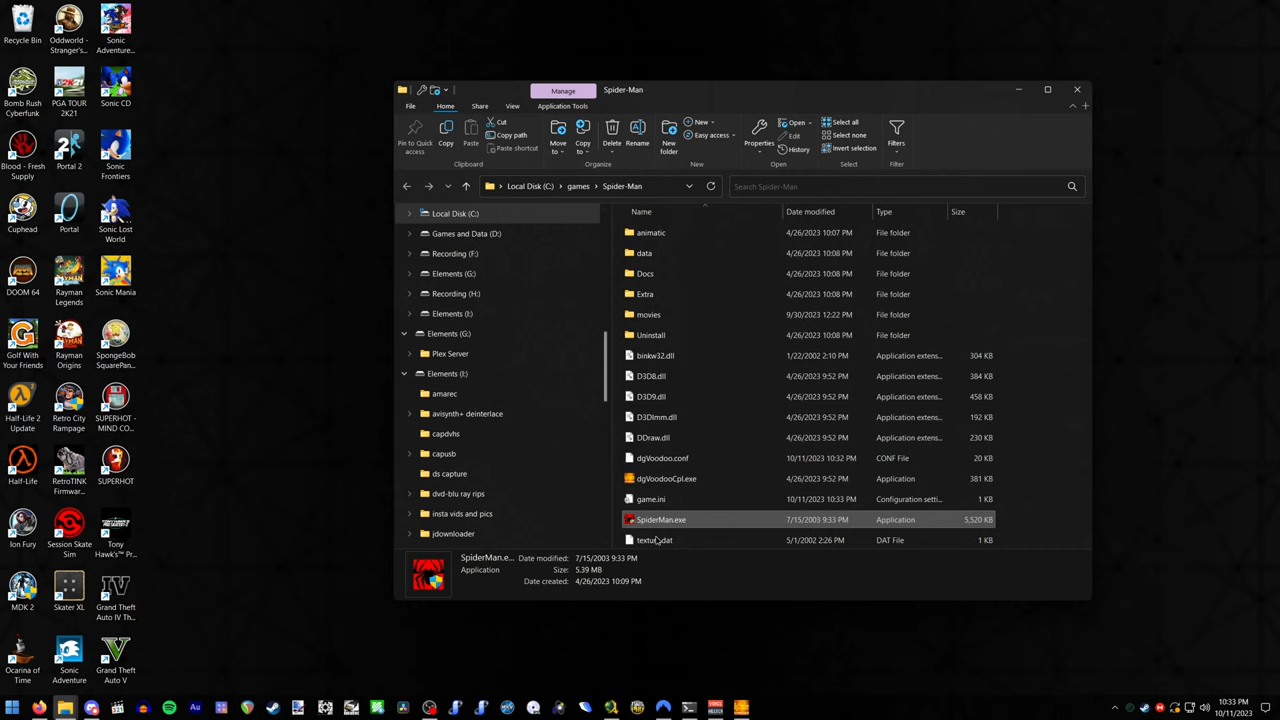 Recycle Bin
Oddworld - Stranger's...
Sonic Adventure...
Bomb Rush Cyberfunk
PGA TOUR 2K21
Sonic CD
Blood - Fresh Supply
Portal 2
Sonic Frontiers
Cuphead
Portal
Sonic Lost World
DOOM 64
Rayman Legends
Sonic Mania
Golf With Your Friends
Rayman Origins
SpongeBob SquarePan...
Half-Life 2 Update
Retro City Rampage
SUPERHOT - MIND CO...
Half-Life
RetroTINK Firmwar...
SUPERHOT
Ion Fury
Session Skate Sim
Tony Hawk's™ Pr...
MDK 2
Skater XL
Grand Theft Auto IV Th...
Ocarina of Time
Sonic Adventure
Grand Theft Auto V
Manage
Spider-Man
File
Home
Share
View
Application Tools
Pin to Quick access
Copy
Paste
Cut
Copy path
Paste shortcut
Clipboard
Move to
Copy to
Delete
Rename
Organize
New folder
New
Easy access
New
Properties
Open
Edit
History
Open
Select all
Select none
Invert selection
Select
Filters
Filter
Local Disk (C:) > games > Spider-Man
Search Spider-Man
Local Disk (C:)
Games and Data (D:)
Recording (F:)
Elements (G:)
Recording (H:)
Elements (I:)
Elements (G:)
Plex Server
Elements (I:)
amarec
avisynth+ deinterlace
capdvhs
capusb
ds capture
dvd-blu ray rips
insta vids and pics
jdownloader
Name Date modified Type Size
animatic 4/26/2023 10:07 PM File folder
data 4/26/2023 10:08 PM File folder
Docs 4/26/2023 10:08 PM File folder
Extra 4/26/2023 10:08 PM File folder
movies 9/30/2023 12:22 PM File folder
Uninstall 4/26/2023 10:08 PM File folder
binkw32.dll 1/22/2002 2:10 PM Application extens... 304 KB
D3D8.dll 4/26/2023 9:52 PM Application extens... 384 KB
D3D9.dll 4/26/2023 9:52 PM Application extens... 458 KB
D3DImm.dll 4/26/2023 9:52 PM Application extens... 192 KB
DDraw.dll 4/26/2023 9:52 PM Application extens... 230 KB
dgVoodoo.conf 10/11/2023 10:32 PM CONF File 20 KB
dgVoodooCpl.exe 4/26/2023 9:52 PM Application 381 KB
game.ini 10/11/2023 10:33 PM Configuration setti... 1 KB
SpiderMan.exe 7/15/2003 9:33 PM Application 5,520 KB
5/1/2002 2:26 PM DAT File 1 KB
SpiderMan.e... Date modified: 7/15/2003 9:33 PM
Application Size: 5.39 MB
Date created: 4/26/2023 10:09 PM
10:33 PM
10/11/2023